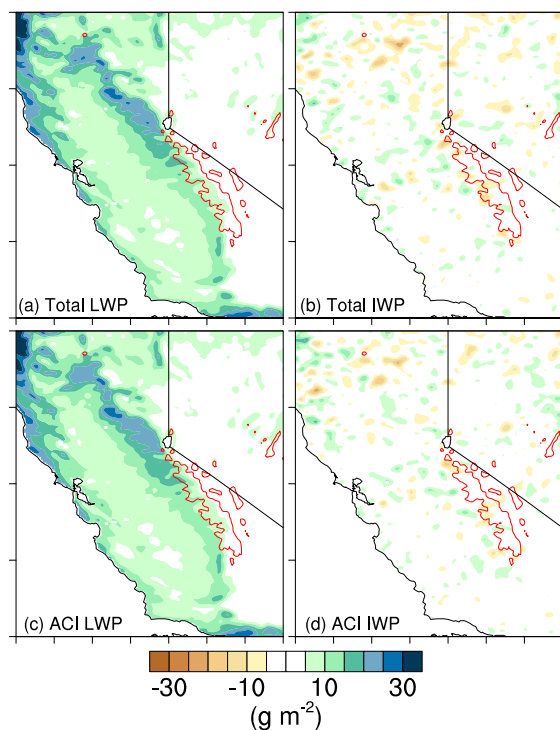 (a) Total LWP
(b) Total IWP
(c) ACI LWP
(d) ACI IWP
-30 -10 10 30
(g m-2)